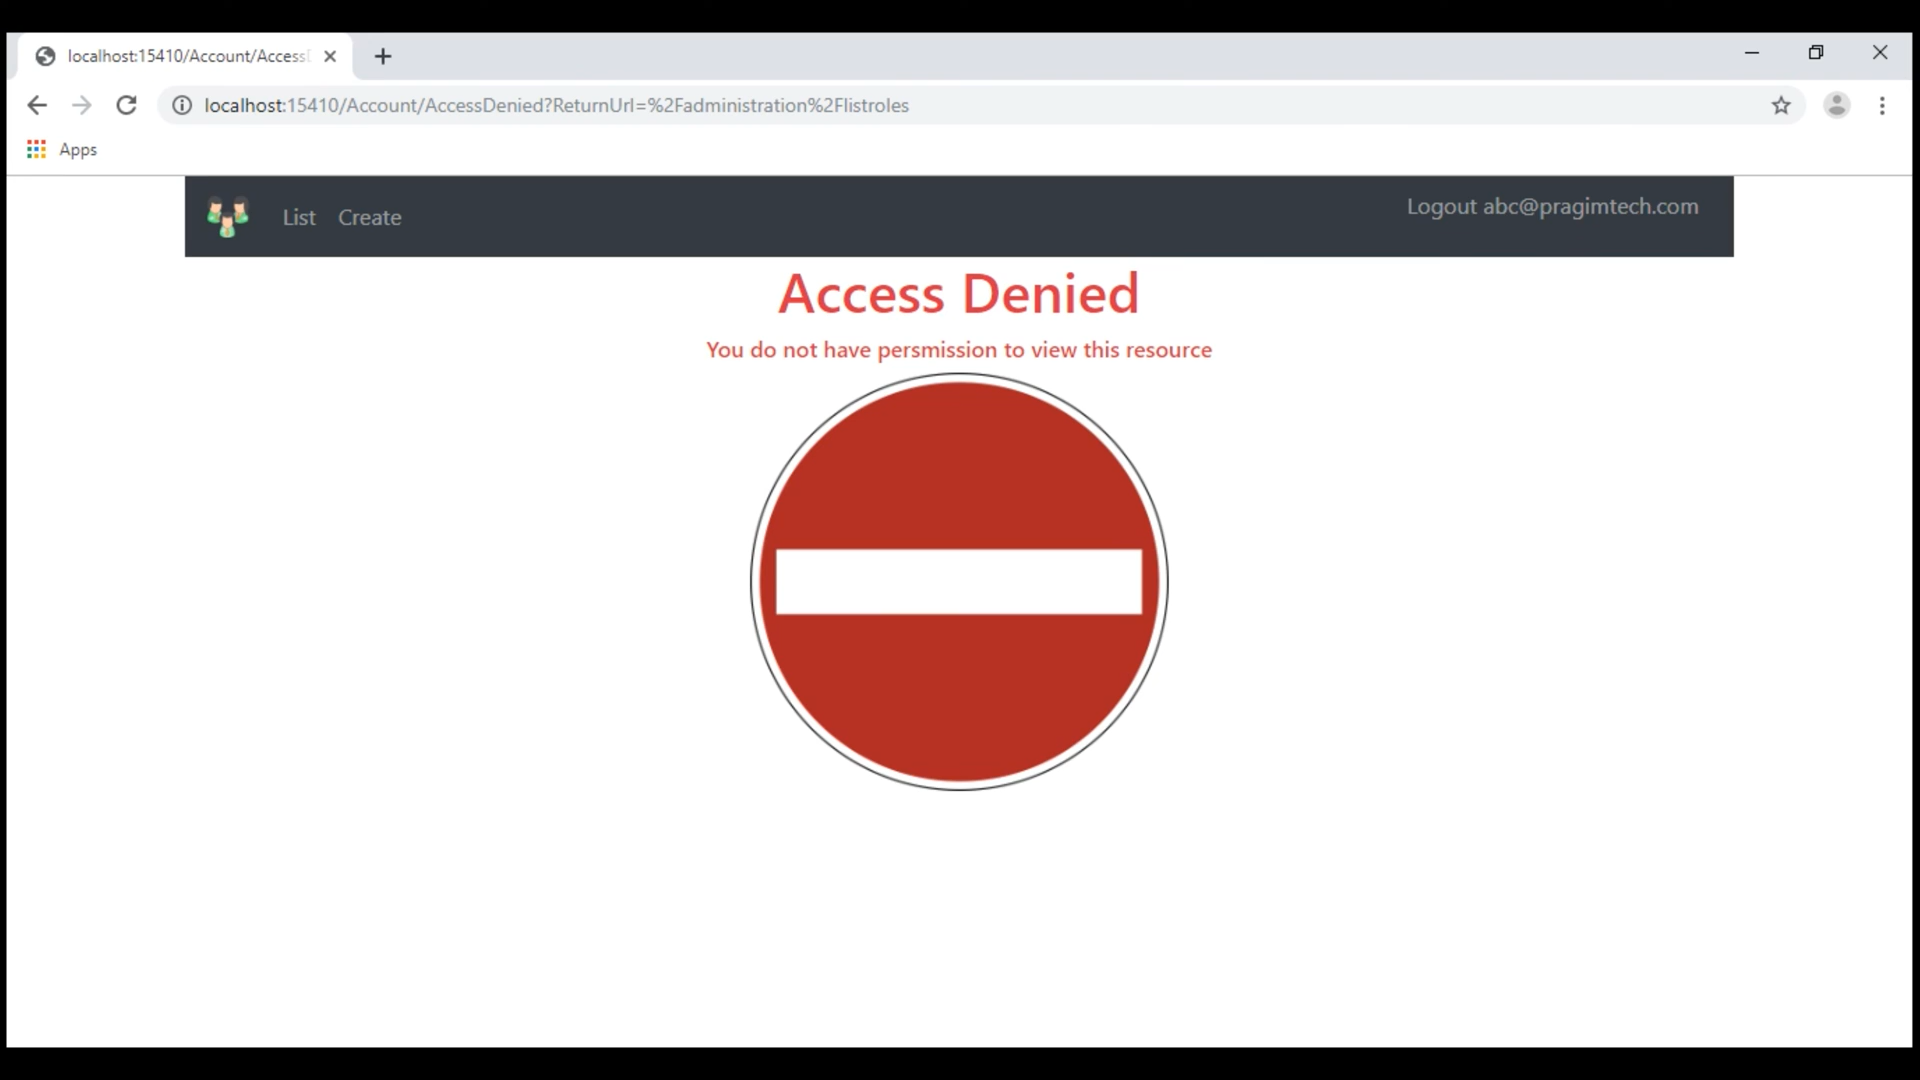 localhost:15410/Account/AccessD
localhost:15410/Account/AccessDenied?ReturnUrl=%2Fadministration%2Flistroles
Apps
List Create Logout abc@pragimtech.com
Access Denied
You do not have persmission to view this resource